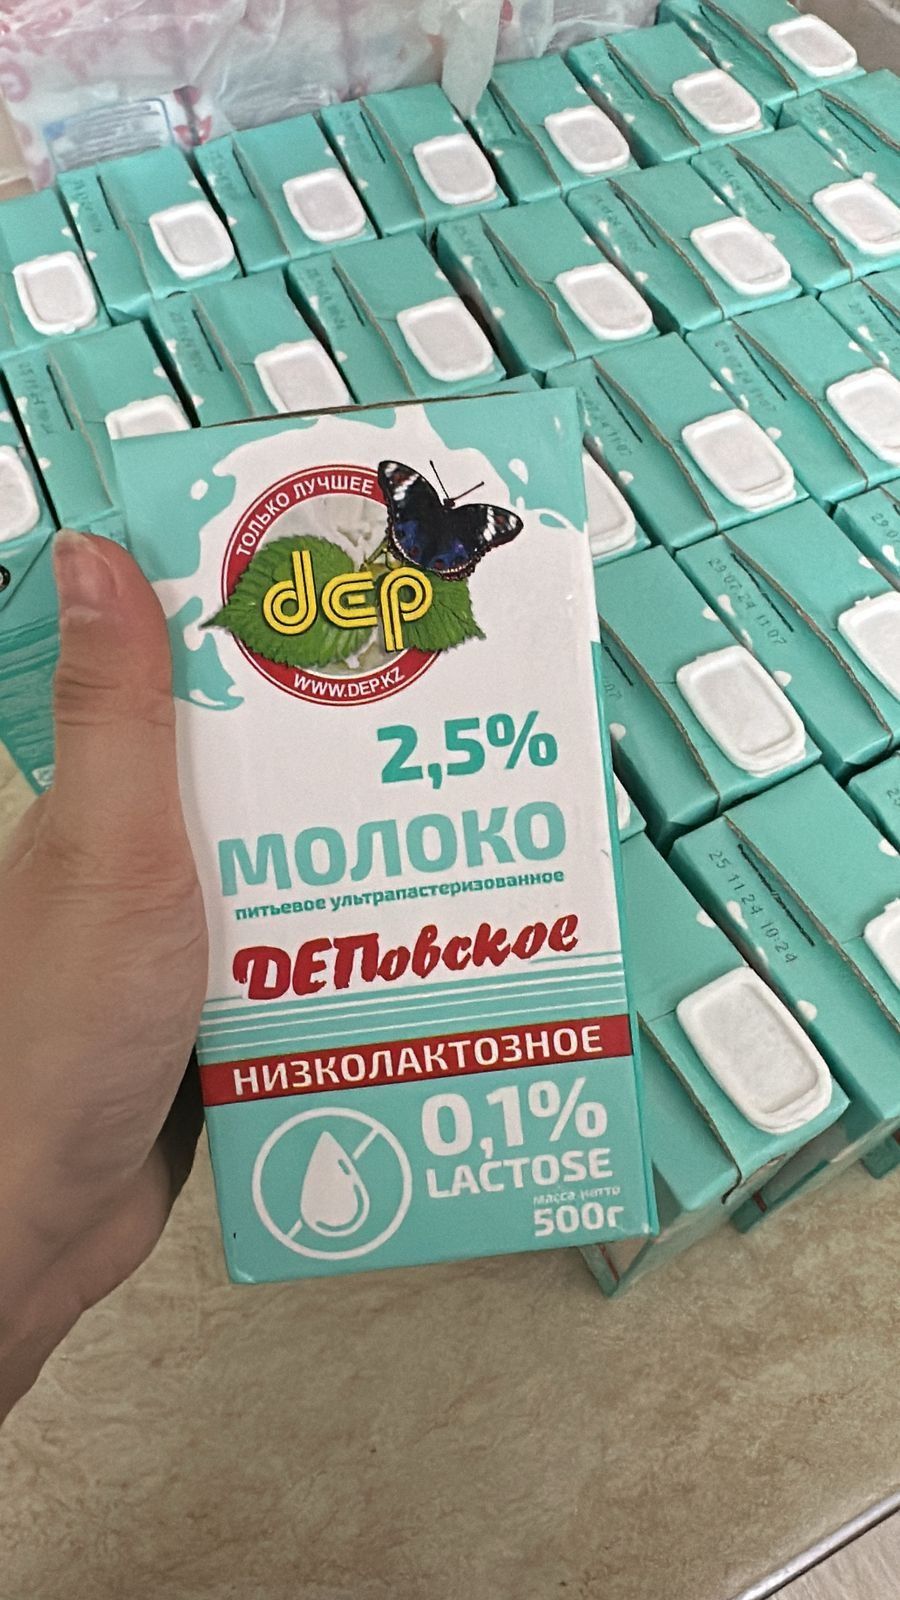 ТОЛЬКО ЛУЧШЕЕ
dep
WWW.DEP.KZ
2,5%
МОЛОКО
питьевое ультрапастеризованное
ДЕПовское
НИЗКОЛАКТОЗНОЕ
0,1%
LACTOSE
масса нетто
500г
29 07 24 11 07
25 11 24 10:24